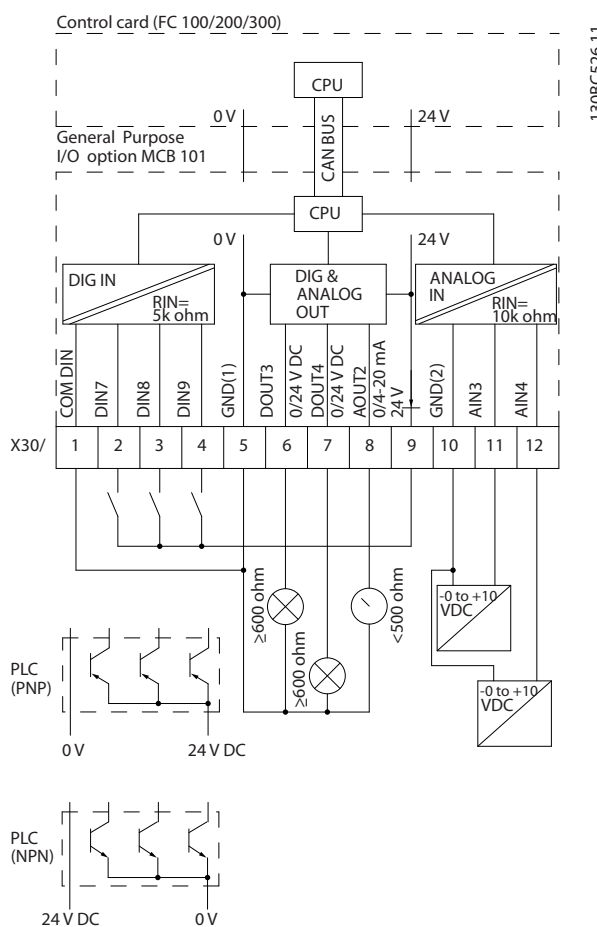 Control card (FC 100/200/300)
130BC526.11
CPU
0 V
24 V
General Purpose
I/O option MCB 101
CAN BUS
CPU
0 V
24 V
DIG IN
RIN=
5k ohm
DIG &
ANALOG
OUT
ANALOG
IN
RIN=
10k ohm
COM DIN
DIN7
DIN8
DIN9
GND(1)
DOUT3
0/24 V DC
DOUT4
0/24 V DC
AOUT2
0/4-20 mA
24 V
GND(2)
AIN3
AIN4
X30/
1
2
3
4
5
6
7
8
9
10
11
12
≥600 ohm
≥600 ohm
<500 ohm
-0 to +10
VDC
-0 to +10
VDC
PLC
(PNP)
0 V
24 V DC
PLC
(NPN)
24 V DC
0 V